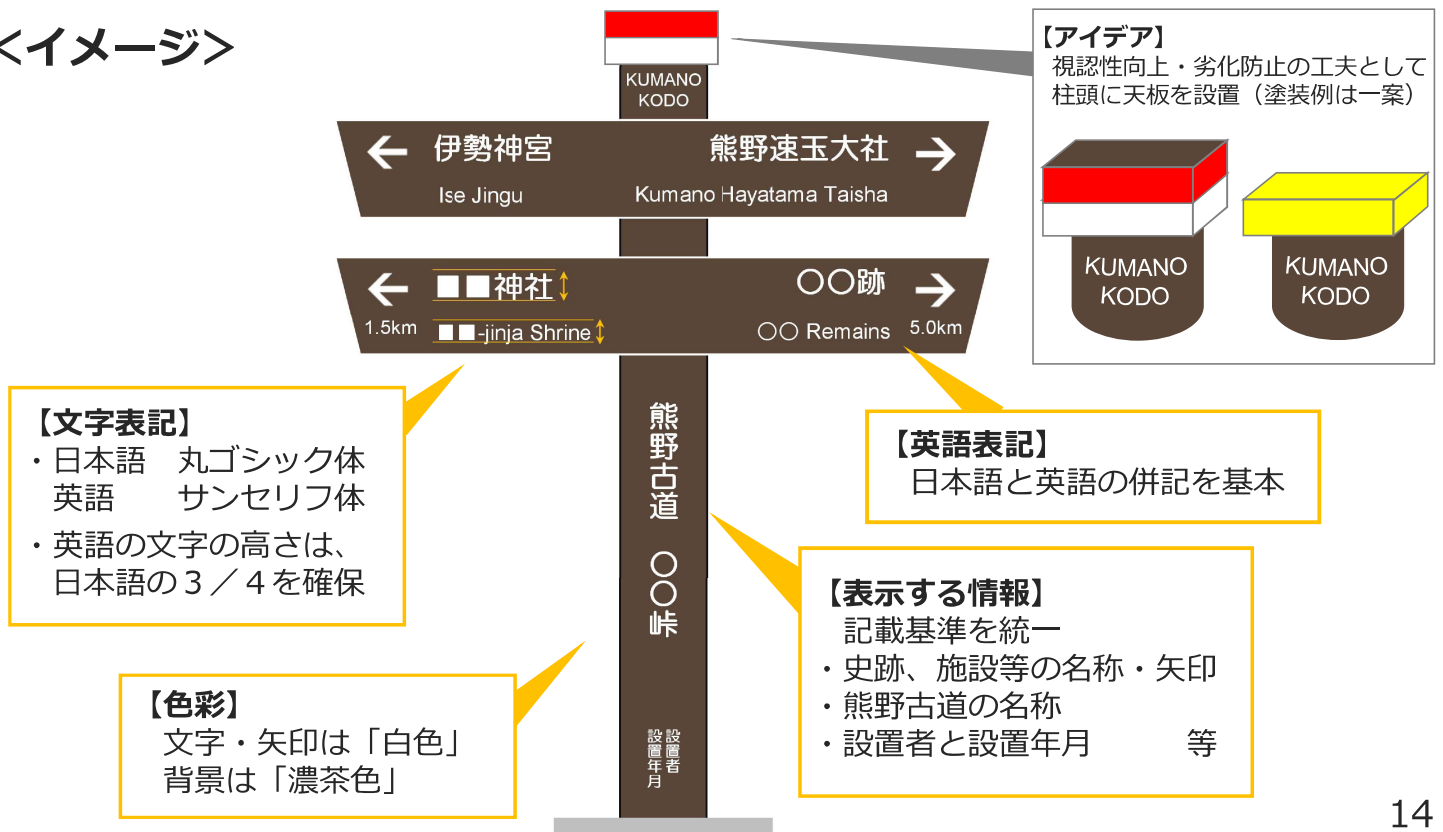 <イメージ>
KUMANO
KODO
← 伊勢神宮 熊野速玉大社 →
Ise Jingu Kumano Hayatama Taisha
← ■■神社 〇〇跡 →
1.5km ■■-jinja Shrine 〇〇 Remains 5.0km
熊野古道 〇〇峠
設置者
設置年月
【アイデア】
視認性向上・劣化防止の工夫として
柱頭に天板を設置（塗装例は一案）
KUMANO
KODO
KUMANO
KODO
【文字表記】
・日本語 丸ゴシック体
英語 サンセリフ体
・英語の文字の高さは、
日本語の３／４を確保
【英語表記】
日本語と英語の併記を基本
【色彩】
文字・矢印は「白色」
背景は「濃茶色」
【表示する情報】
記載基準を統一
・史跡、施設等の名称・矢印
・熊野古道の名称
・設置者と設置年月 等
14